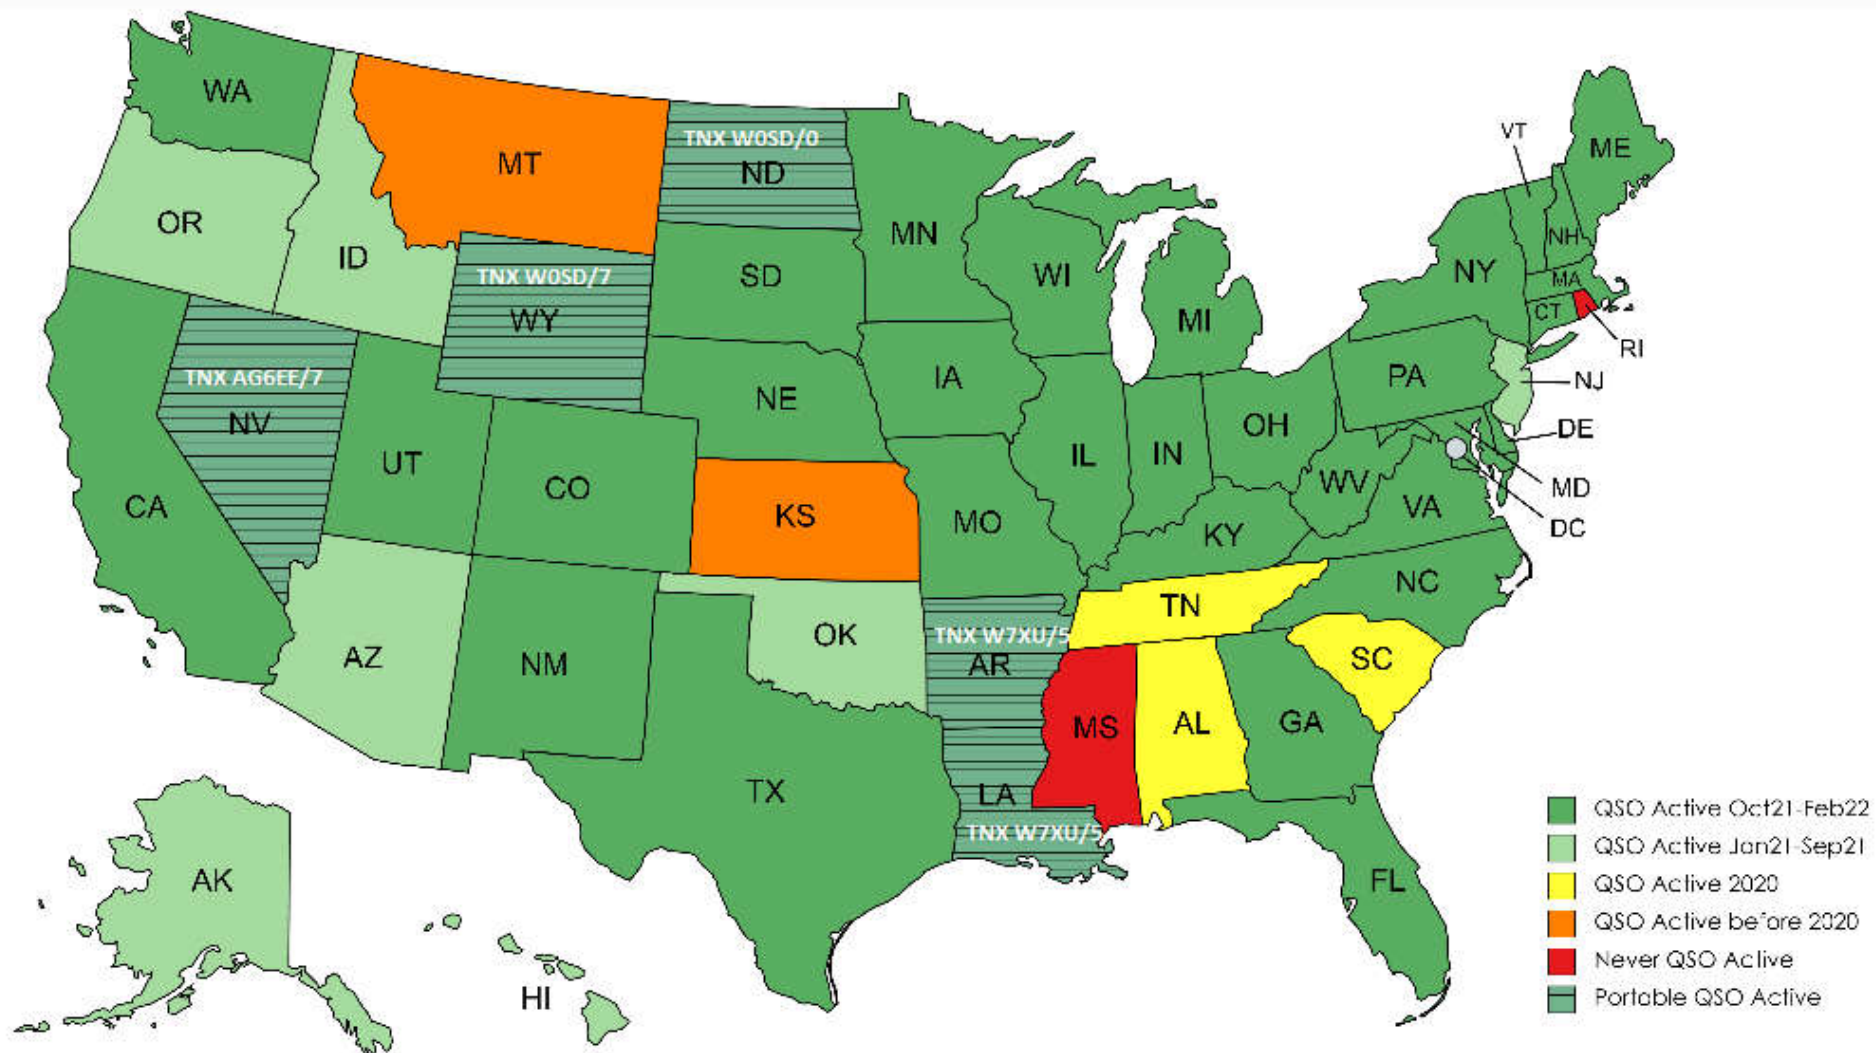 WA
MT
TNX W0SD/0
ND
VT
ME
OR
ID
MN
NH
TNX W0SD/7
WY
SD
WI
NY
MA
CT
MI
RI
TNX AG6EE/7
NV
NE
IA
PA
NJ
UT
CO
IL
IN
OH
DE
CA
KS
MO
WV
VA
MD
DC
KY
NC
TN
AZ
NM
OK
TNX W7XU/5
AR
SC
MS
AL
GA
TX
LA
TNX W7XU/5
FL
AK
HI
QSO Active Oct21-Feb22
QSO Active Jan21-Sep21
QSO Active 2020
QSO Active before 2020
Never QSO Active
Portable QSO Active